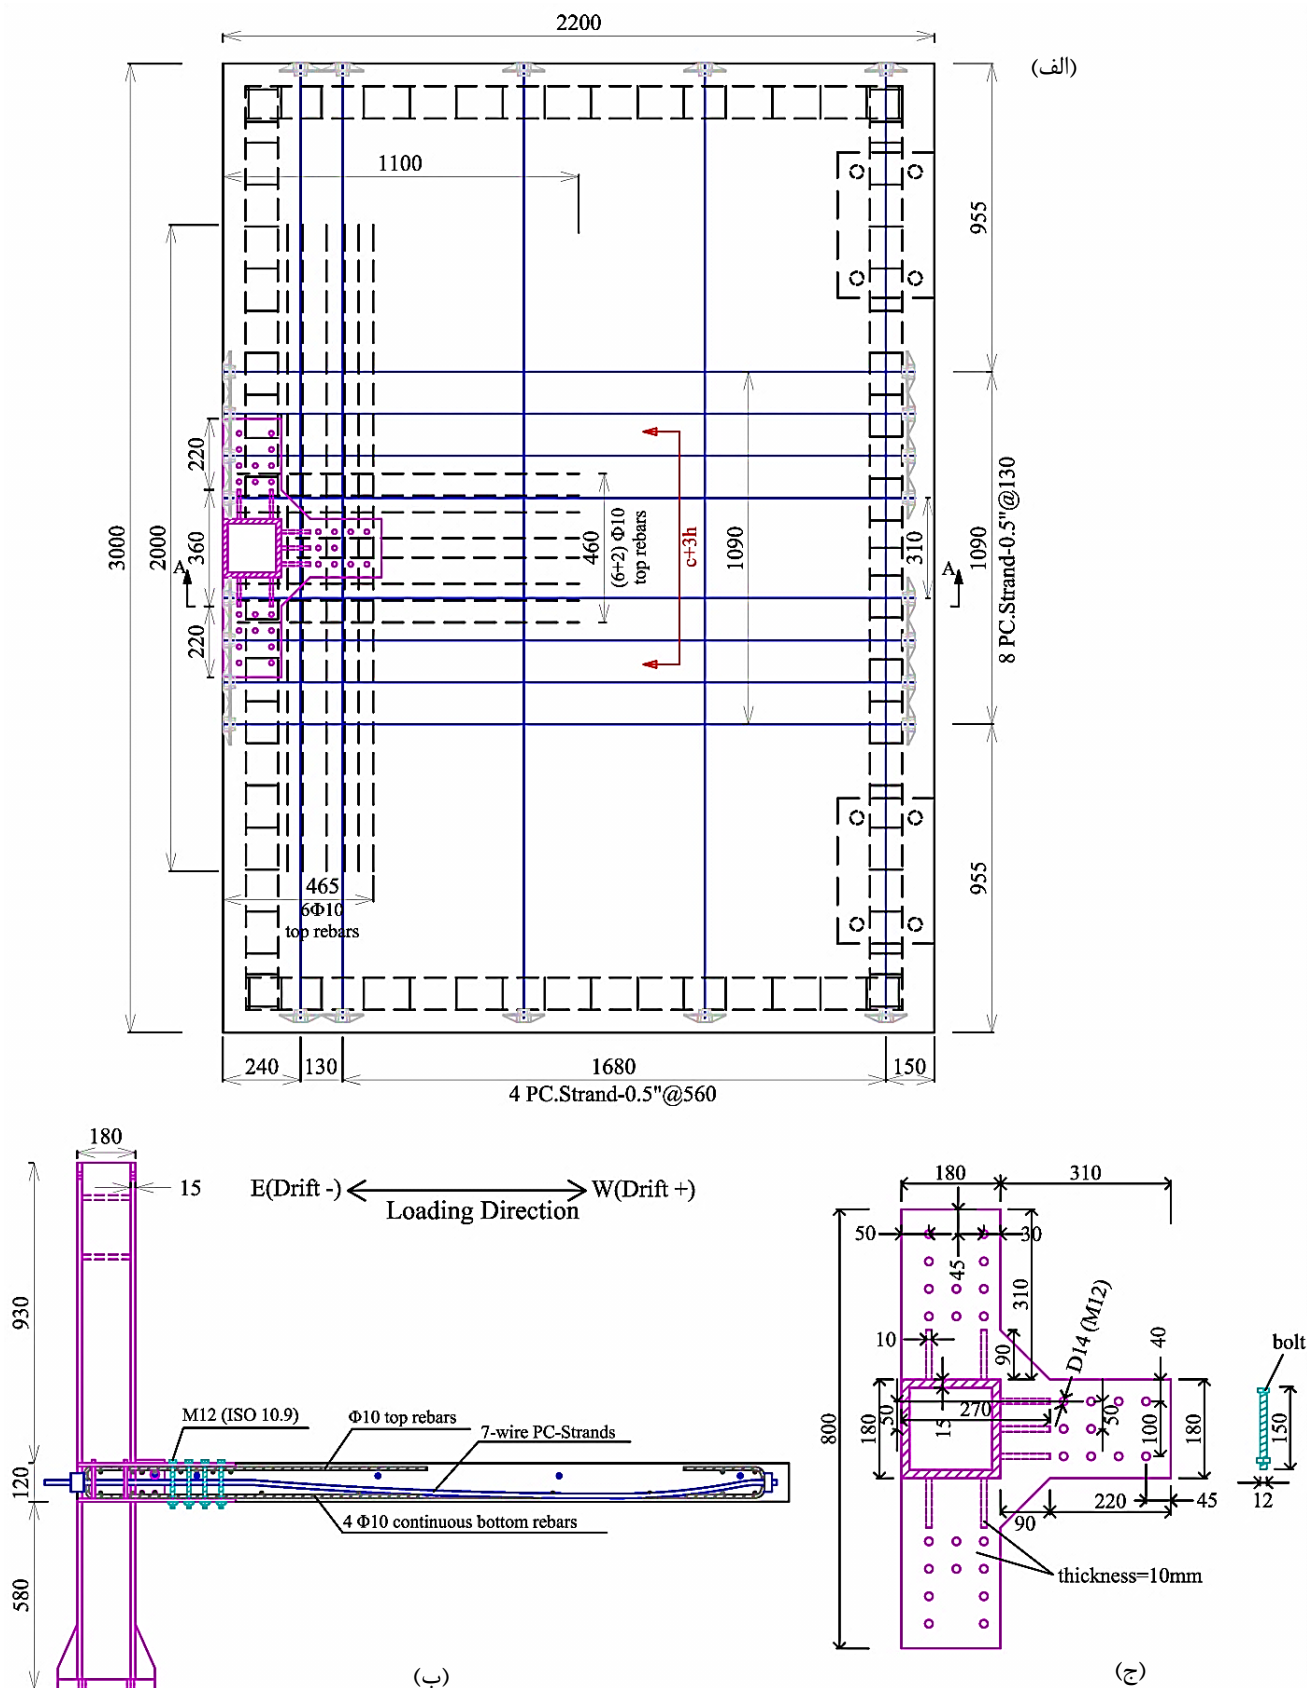 2200
(الف)
1100
955
220
3000
2000
360
A
460
(6+2) Φ10
top rebars
c+3h
1090
310
A
1090
8 PC.Strand-0.5"@130
220
465
6Φ10
top rebars
955
240
130
1680
150
4 PC.Strand-0.5"@560
180
15
E(Drift -)
W(Drift +)
Loading Direction
930
M12 (ISO 10.9)
Φ10 top rebars
7-wire PC-Strands
120
4 Φ10 continuous bottom rebars
580
(ب)
180
310
50
30
45
310
10
90
D14 (M12)
40
bolt
800
180
50
15
270
50
100
180
150
12
90
220
45
thickness=10mm
(ج)